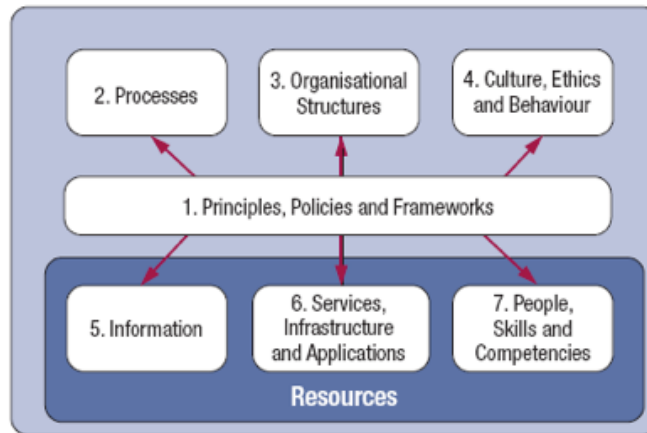 2. Processes
3. Organisational
Structures
4. Culture, Ethics
and Behaviour
1. Principles, Policies and Frameworks
5. Information
6. Services,
Infrastructure
and Applications
7. People,
Skills and
Competencies
Resources